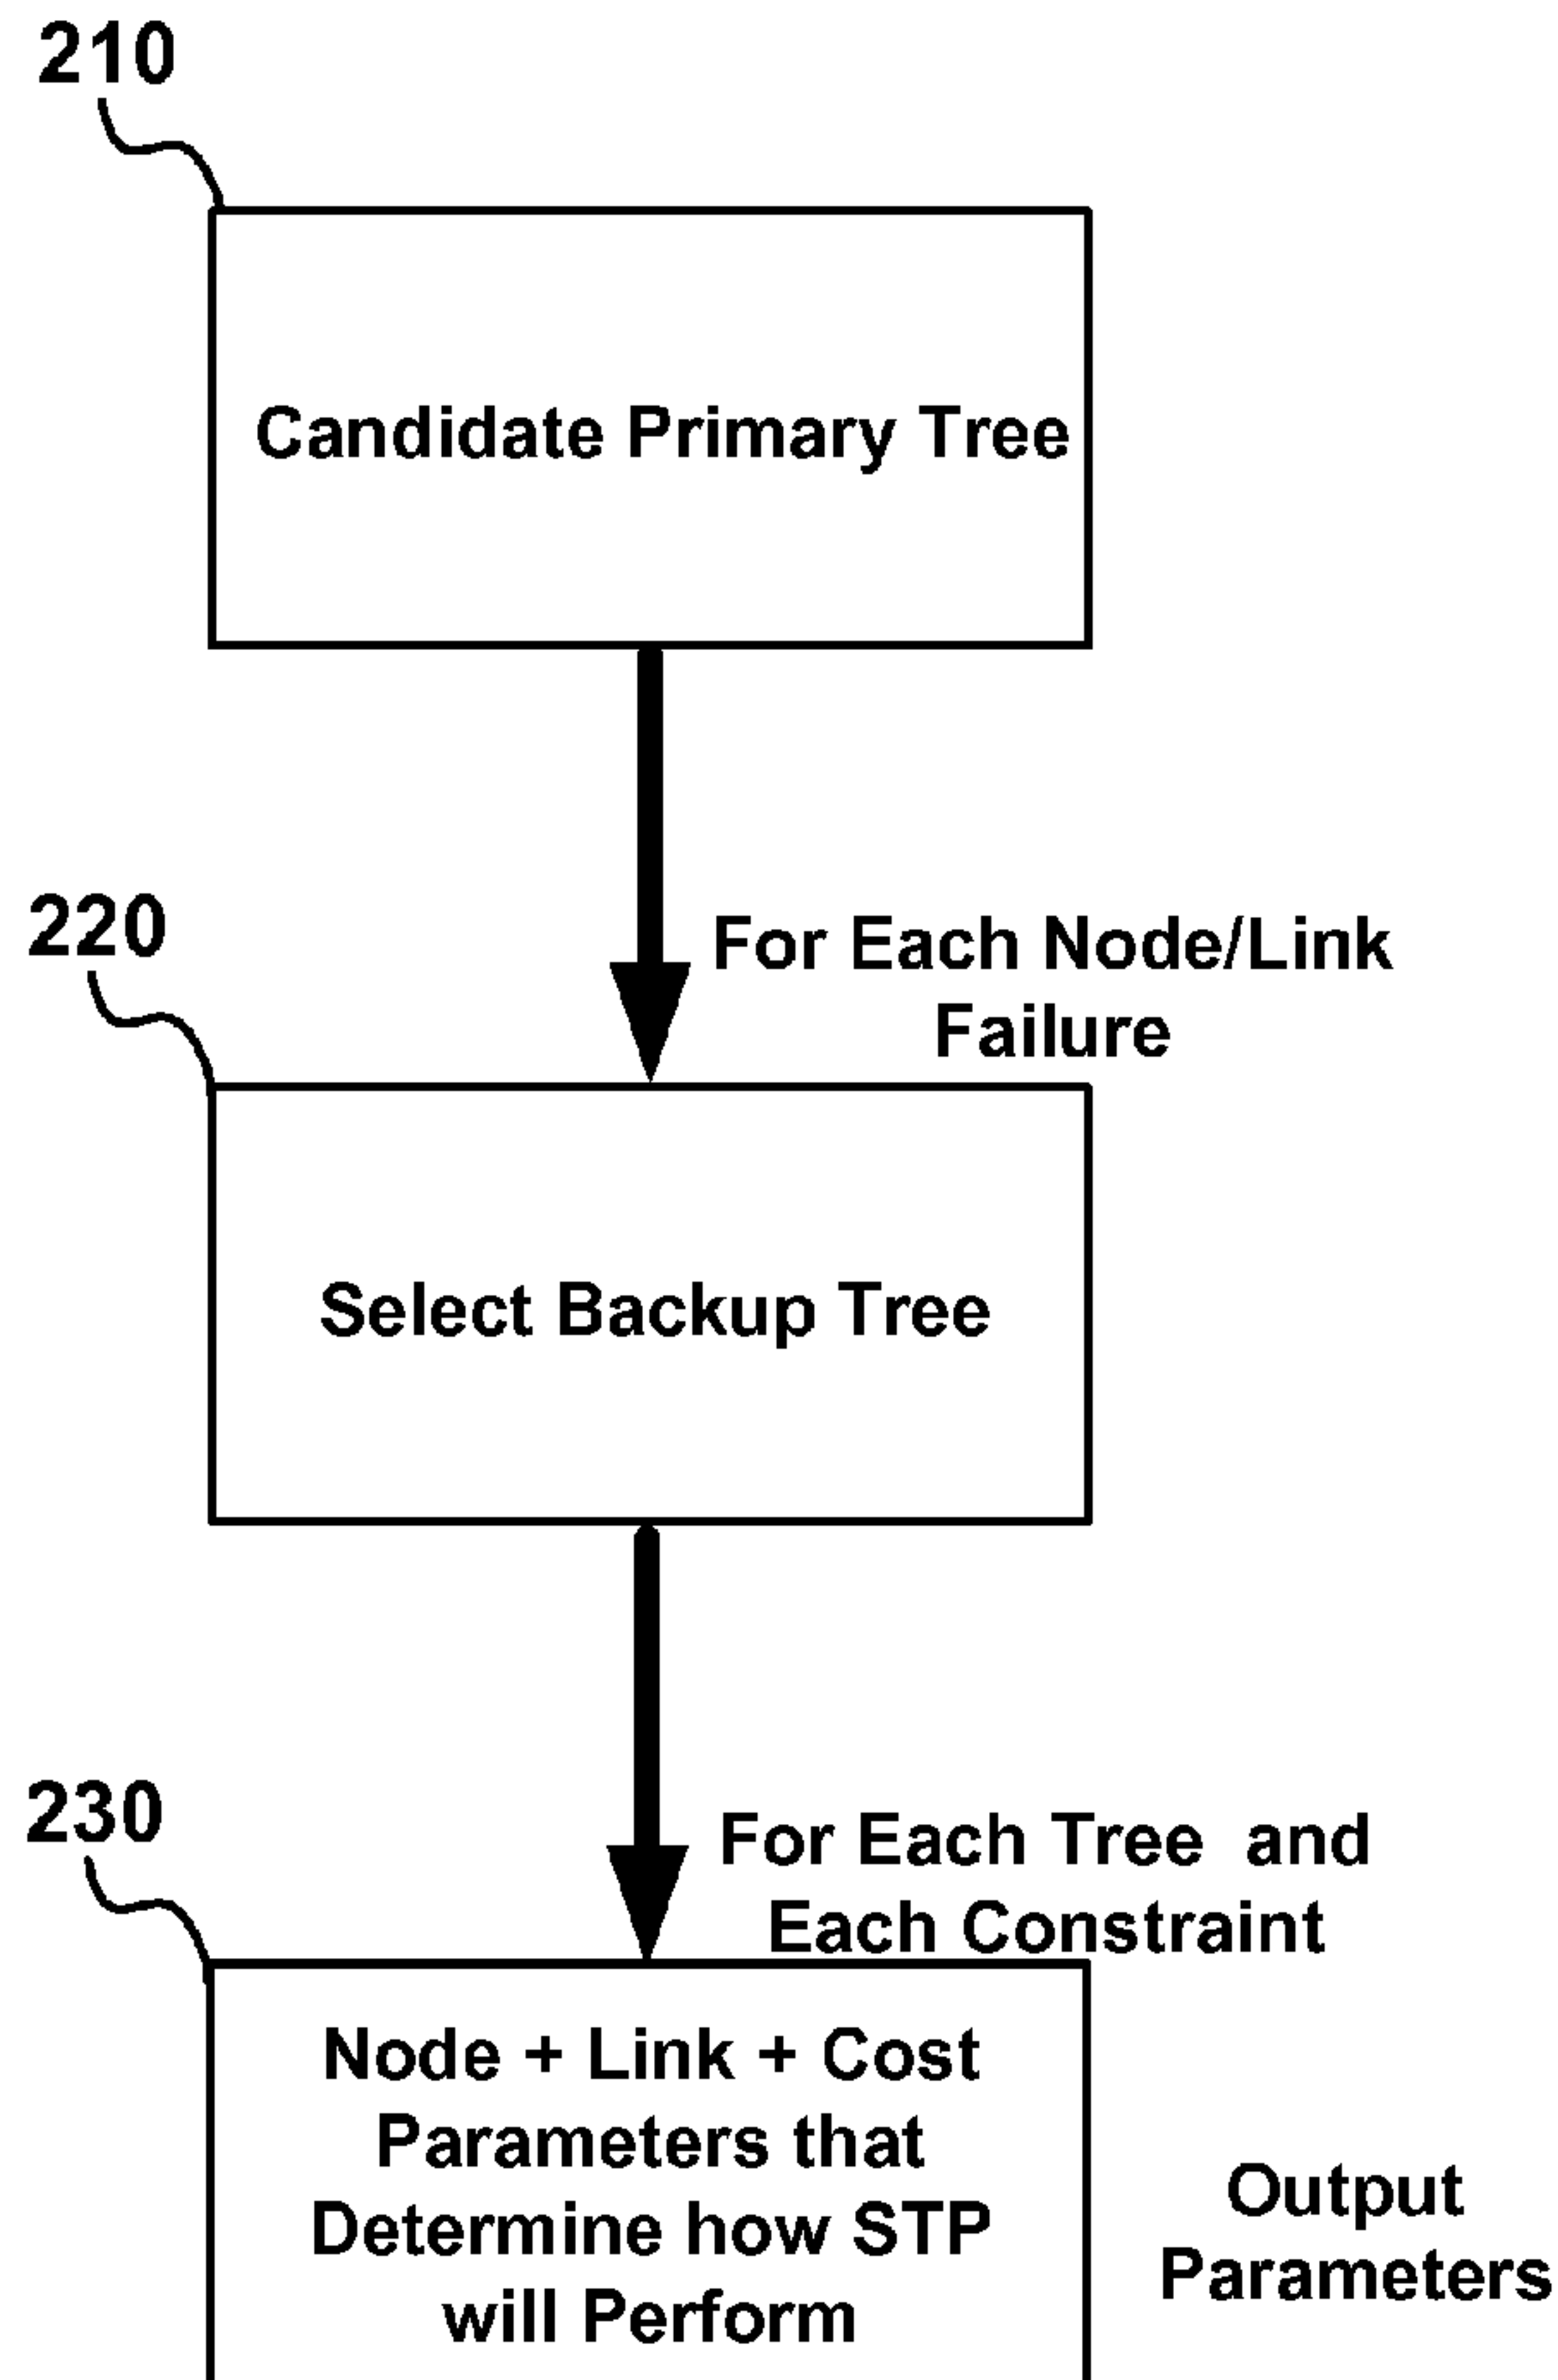 210
Candidate Primary Tree
220
For Each Node/Link
Failure
Select Backup Tree
230
For Each Tree and
Each Constraint
Node + Link + Cost
Parameters that
Determine how STP
will Perform
Output
Parameters